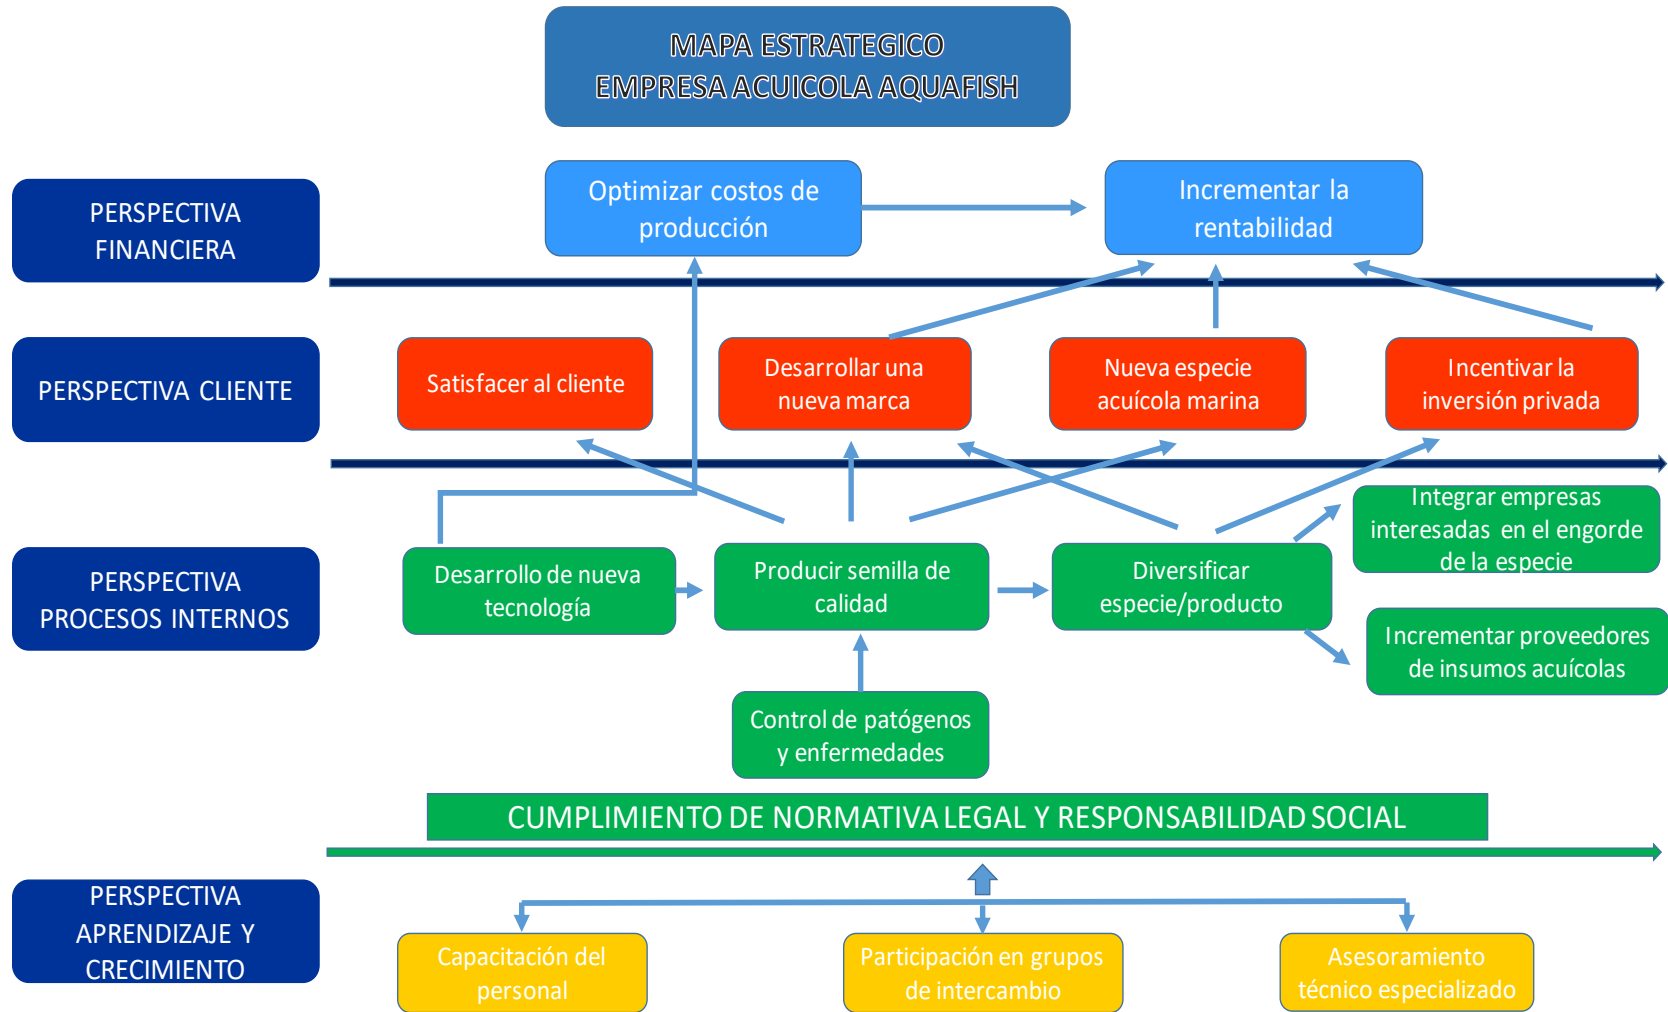 MAPA ESTRATEGICO
EMPRESA ACUICOLA AQUAFISH
PERSPECTIVA
FINANCIERA
Optimizar costos de
producción
Incrementar la
rentabilidad
PERSPECTIVA CLIENTE
Satisfacer al cliente
Desarrollar una
nueva marca
Nueva especie
acuícola marina
Incentivar la
inversión privada
PERSPECTIVA
PROCESOS INTERNOS
Desarrollo de nueva
tecnología
Producir semilla de
calidad
Diversificar
especie/producto
Integrar empresas
interesadas en el engorde
de la especie
Incrementar proveedores
de insumos acuícolas
Control de patógenos
y enfermedades
CUMPLIMIENTO DE NORMATIVA LEGAL Y RESPONSABILIDAD SOCIAL
PERSPECTIVA
APRENDIZAJE Y
CRECIMIENTO
Capacitación del
personal
Participación en grupos
de intercambio
Asesoramiento
técnico especializado